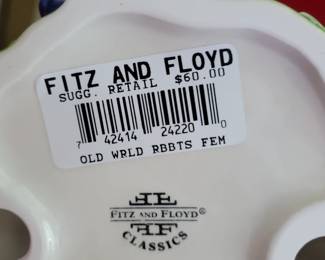 FITZ AND FLOYD
SUGG. RETAIL $60.00
7 42414 24220 0
OLD WRLD RBBTS FEM
FITZ AND FLOYD®
CLASSICS